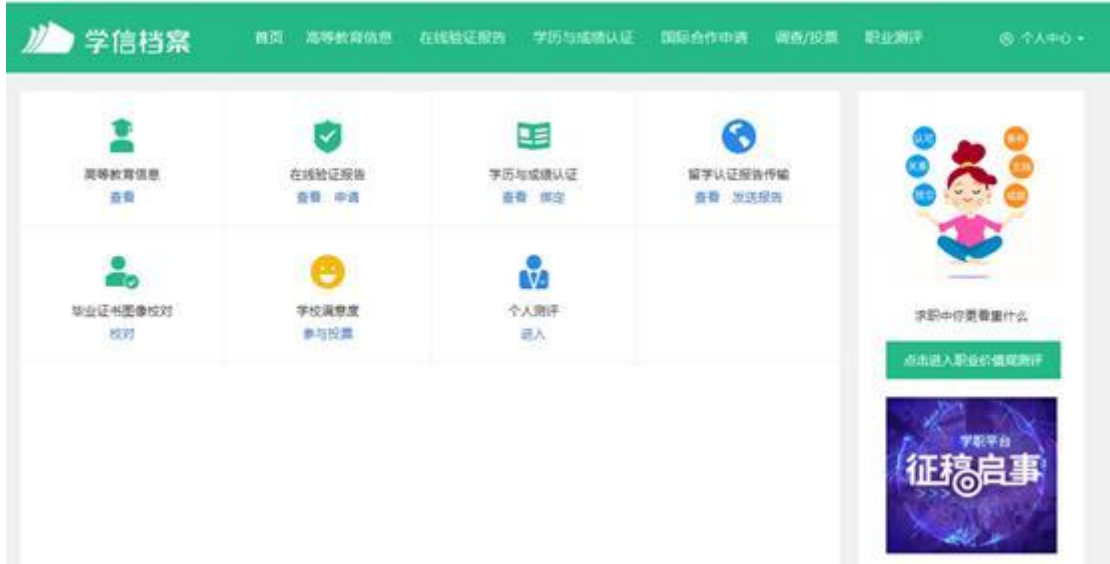 学信档案
首页 高等教育信息 在线验证报告 学历与成绩认证 国际合作申请 调查/投票 职业测评 个人中心
高等教育信息 在线验证报告 学历与成绩认证 留学认证报告传输
查看 查看 申请 查看 绑定 查看 发送报告
毕业证书图像校对 学校满意度 个人测评
校对 参与投票 进入
认可
关系
求职中你更看重什么
点击进入职业价值观测评
学职平台
征稿启事
>>>